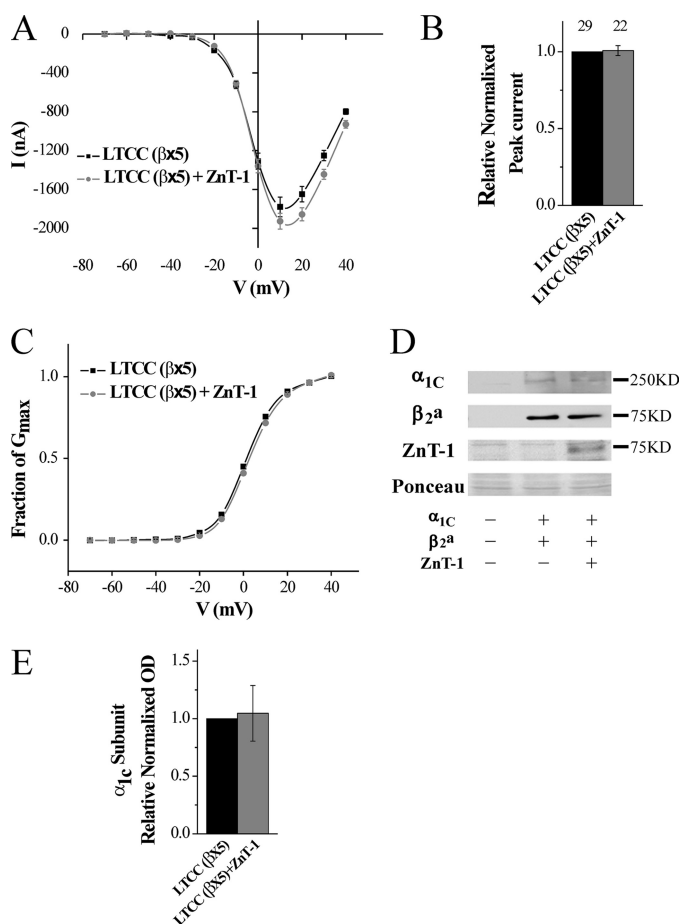 A
0
-400
-800
-1200
-1600
-2000
I (nA)
LTCC (βx5)
LTCC (βx5) + ZnT-1
-80 -60 -40 -20 0 20 40
V (mV)
B
29 22
1.0
0.5
0.0
Relative Normalized
Peak current
LTCC (βx5)
LTCC (βx5)+ZnT-1
C
LTCC (βx5)
LTCC (βx5) + ZnT-1
1.0
0.5
0.0
Fraction of Gmax
-80 -60 -40 -20 0 20 40 60
V (mV)
D
α1C 250KD
β2a 75KD
ZnT-1 75KD
Ponceau
α1C – + +
β2a – + +
ZnT-1 – – +
E
1.5
1.0
0.5
0.0
α1c Subunit
Relative Normalized OD
LTCC (βx5)
LTCC (βx5)+ZnT-1